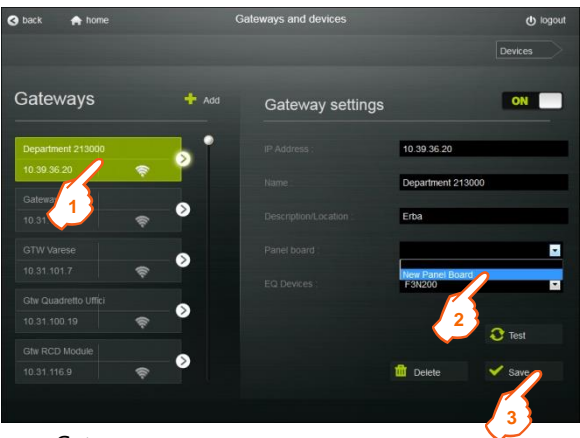 back home Gateways and devices logout
Devices
Gateways Add
Gateway settings ON
Department 213000
10.39.36.20
IP Address : 10.39.36.20
Name : Department 213000
1
10.31
Description/Location : Erba
GTW Varese
10.31.101.7
Panel board :
New Panel Board
EQ Devices : F3N200
Gtw Quadretto Uffici
10.31.100.19
2
Test
Gtw RCD Module
10.31.116.9
Delete Save
3